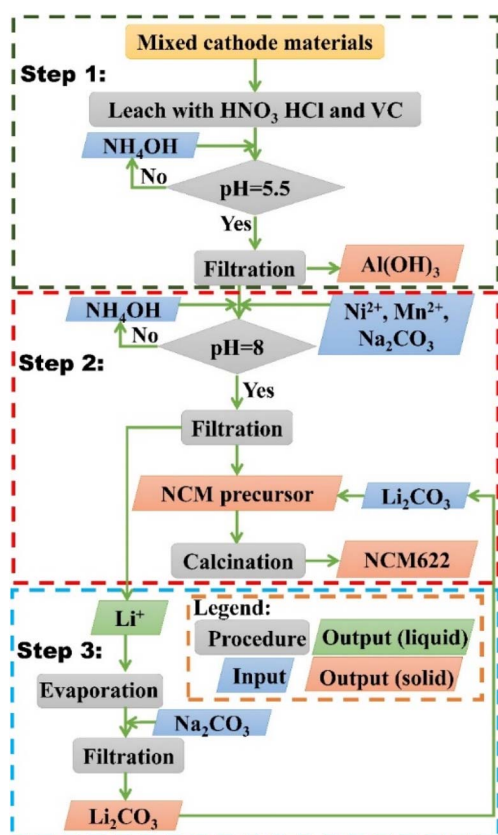 Step 1:
Mixed cathode materials
Leach with HNO₃ HCl and VC
NH₄OH
No
pH=5.5
Yes
Filtration
Al(OH)₃
Step 2:
NH₄OH
Ni²⁺, Mn²⁺,
Na₂CO₃
No
pH=8
Yes
Filtration
NCM precursor
Li₂CO₃
Calcination
NCM622
Step 3:
Li⁺
Evaporation
Na₂CO₃
Filtration
Li₂CO₃
Legend:
Procedure
Output (liquid)
Input
Output (solid)